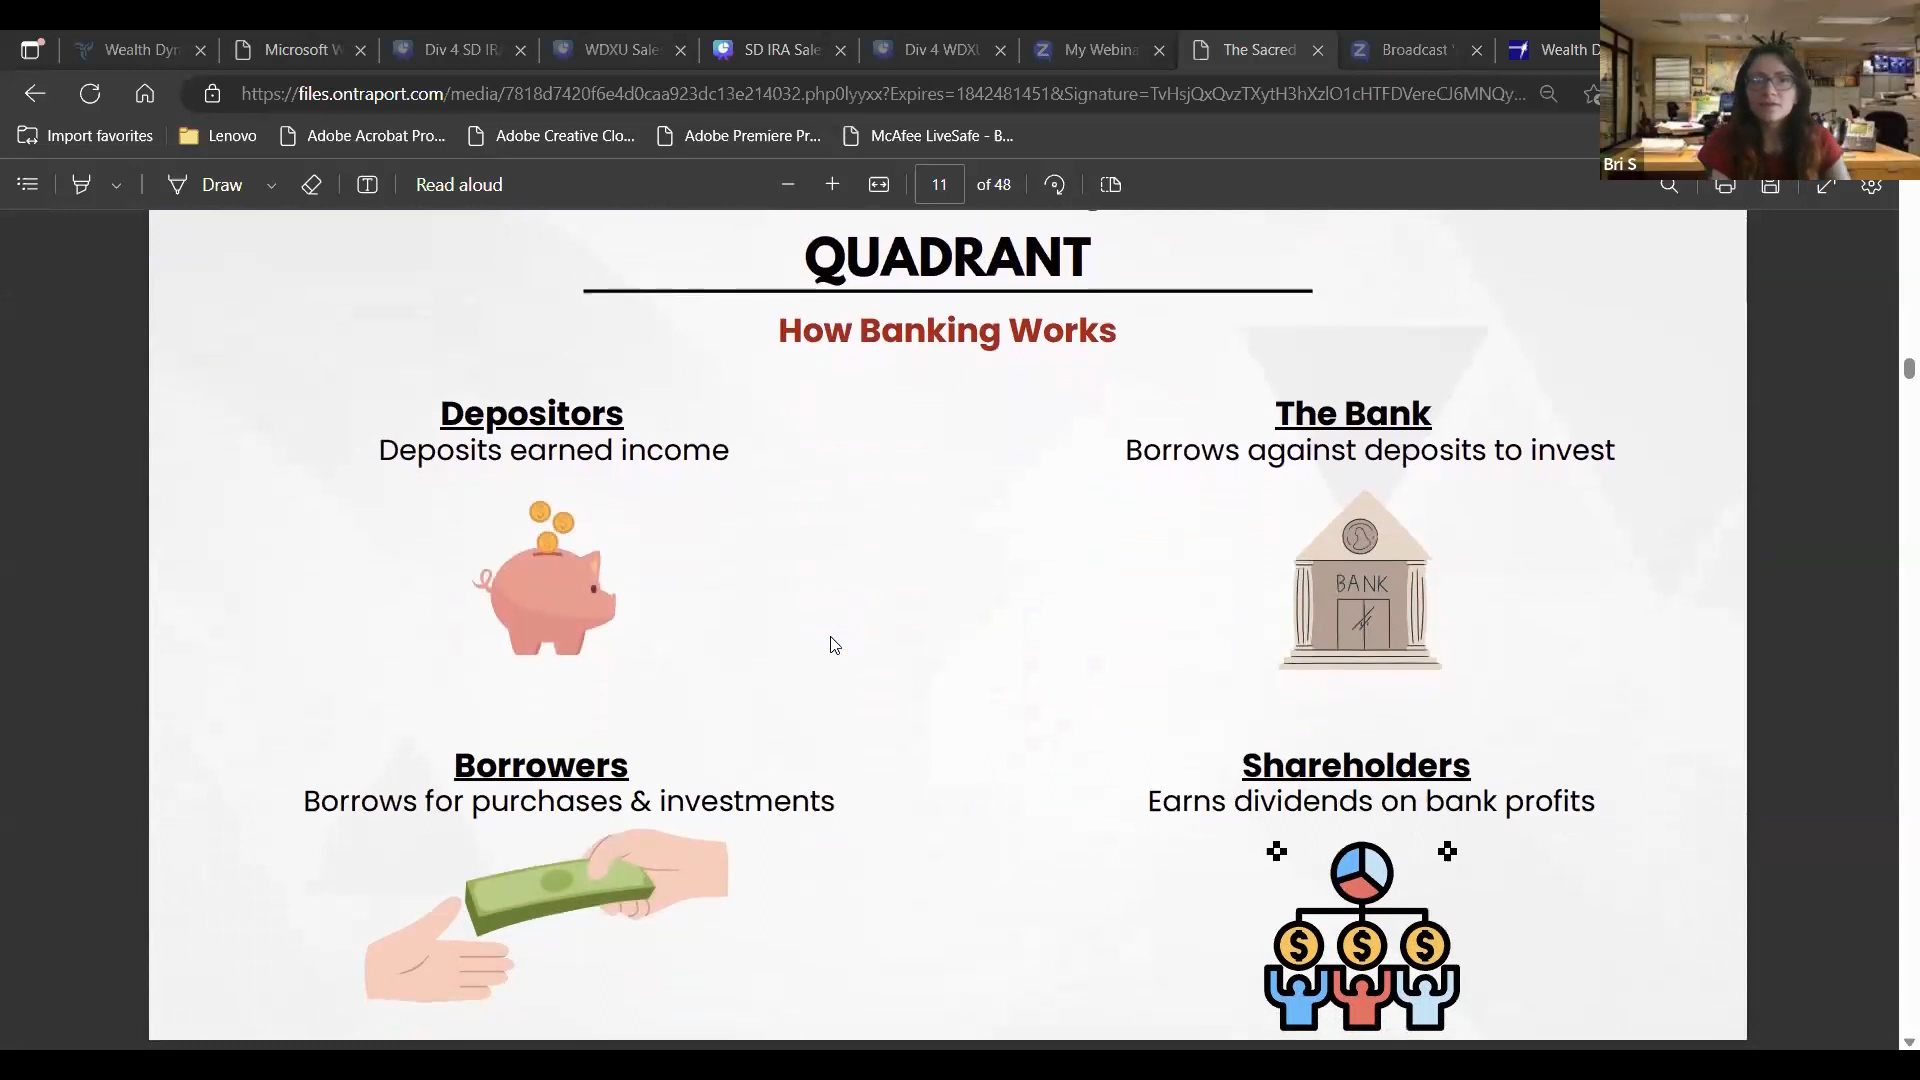 Wealth Dyn
Microsoft W
Div 4 SD IR
WDXU Sale
SD IRA Sale
Div 4 WDXU
My Webina
The Sacred
Broadcast
Wealth D
https://files.ontraport.com/media/7818d7420f6e4d0caa923dc13e214032.php0lyyxx?Expires=1842481451&Signature=TvHsjQxQvzTXytH3hXzlO1cHTFDVereCJ6MNQy...
Import favorites
Lenovo
Adobe Acrobat Pro...
Adobe Creative Clo...
Adobe Premiere Pr...
McAfee LiveSafe - B...
Bri S
Draw
Read aloud
11 of 48
QUADRANT
How Banking Works
Depositors
Deposits earned income
The Bank
Borrows against deposits to invest
BANK
Borrowers
Borrows for purchases & investments
Shareholders
Earns dividends on bank profits
$ $ $